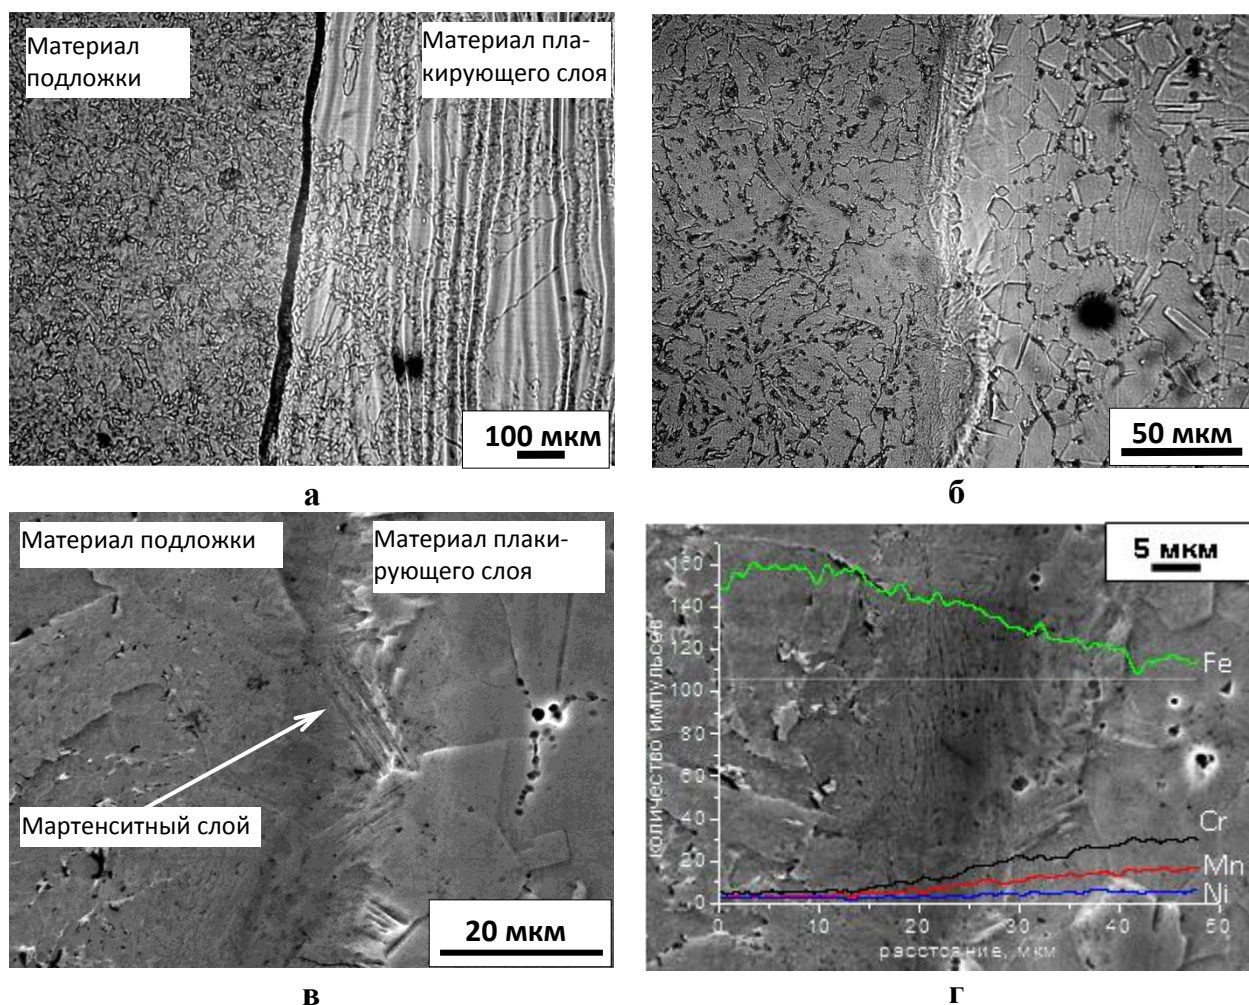 Материал
подложки
Материал пла-
кирующего слоя
100 мкм
а
50 мкм
б
Материал подложки
Материал плаки-
рующего слоя
Мартенситный слой
20 мкм
в
5 мкм
160
140
120
100
80
60
40
20
0
количество импульсов
Fe
Cr
Mn
Ni
0 10 20 30 40 50
расстояние, мкм
г